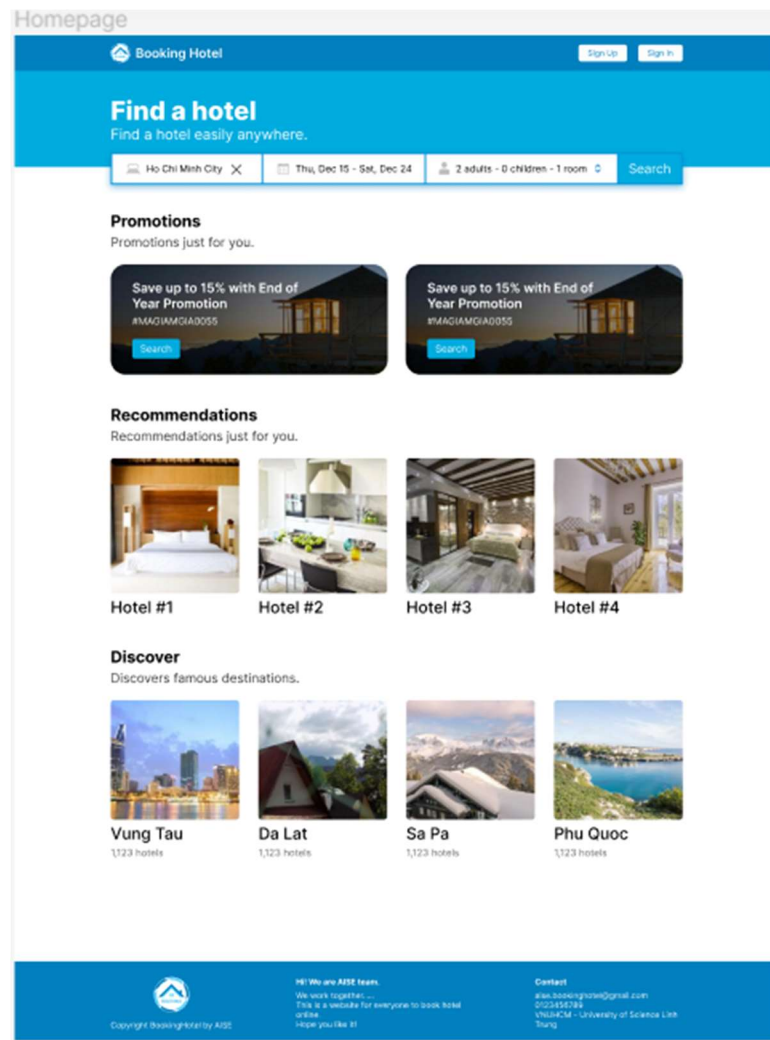 Homepage
Booking Hotel
Sign Up
Sign In
Find a hotel
Find a hotel easily anywhere.
Ho Chi Minh City
Thu, Dec 15 - Sat, Dec 24
2 adults - 0 children - 1 room
Search
Promotions
Promotions just for you.
Save up to 15% with End of
Year Promotion
#MAGIAMGIA0055
Search
Save up to 15% with End of
Year Promotion
#MAGIAMGIA0055
Search
Recommendations
Recommendations just for you.
Hotel #1
Hotel #2
Hotel #3
Hotel #4
Discover
Discovers famous destinations.
Vung Tau
1,123 hotels
Da Lat
1,123 hotels
Sa Pa
1,123 hotels
Phu Quoc
1,123 hotels
Copyright BookingHotel by AISE
Hi! We are AISE team.
We work together, ...
This is a website for everyone to book hotel
online
Hope you like it!
Contact
aise.bookinghotel@gmail.com
0123456789
VNUHCM - University of Science Linh
Trung